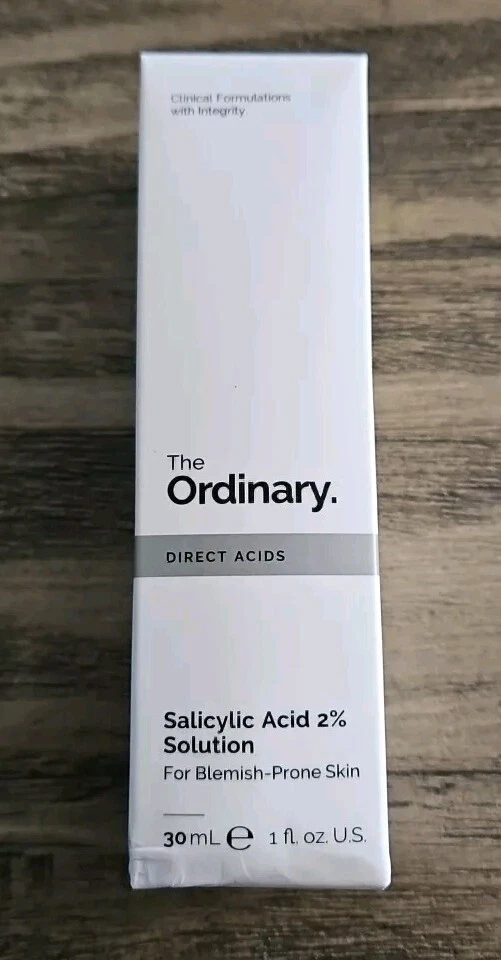 Clinical Formulations
with Integrity
The
Ordinary.
DIRECT ACIDS
Salicylic Acid 2%
Solution
For Blemish-Prone Skin
30 mL ℮ 1 fl. oz. U.S.